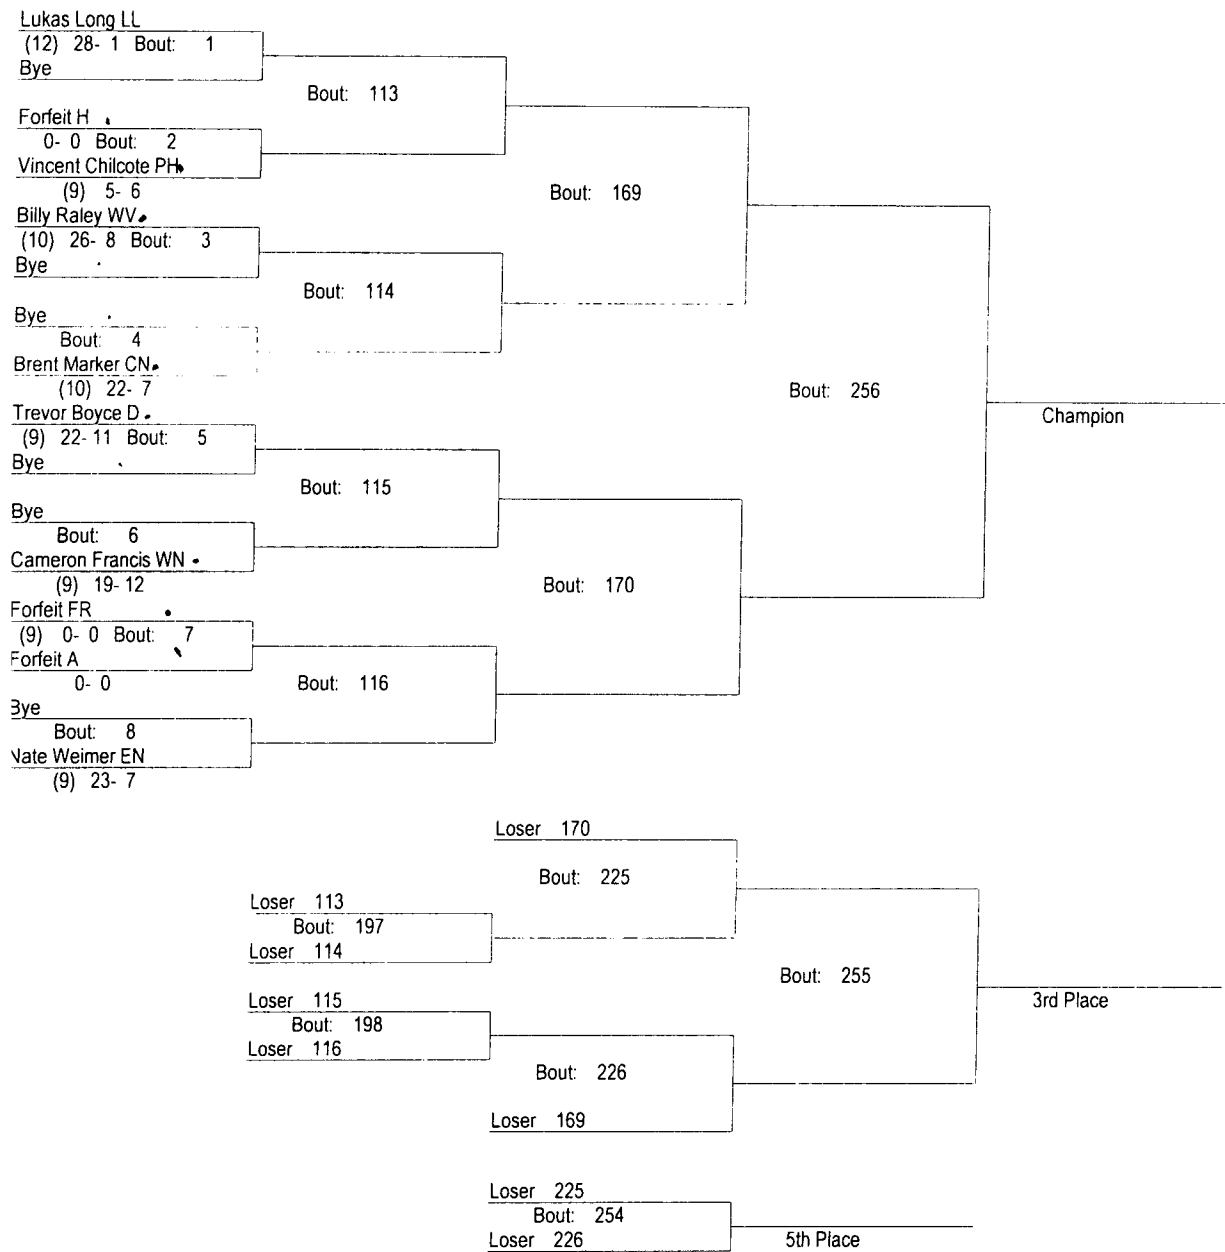 Lukas Long LL
(12) 28- 1 Bout: 1
Bye
Bout: 113
Forfeit H
0- 0 Bout: 2
Vincent Chilcote PH
(9) 5- 6
Bout: 169
Billy Raley WV
(10) 26- 8 Bout: 3
Bye
Bout: 114
Bye
Bout: 4
Brent Marker CN
(10) 22- 7
Bout: 256
Champion
Trevor Boyce D
(9) 22- 11 Bout: 5
Bye
Bout: 115
Bye
Bout: 6
Cameron Francis WN
(9) 19- 12
Bout: 170
Forfeit FR
(9) 0- 0 Bout: 7
Forfeit A
0- 0
Bout: 116
Bye
Bout: 8
Nate Weimer EN
(9) 23- 7
Loser 170
Bout: 225
Loser 113
Bout: 197
Loser 114
Bout: 255
3rd Place
Loser 115
Bout: 198
Loser 116
Bout: 226
Loser 169
Loser 225
Bout: 254
Loser 226
5th Place